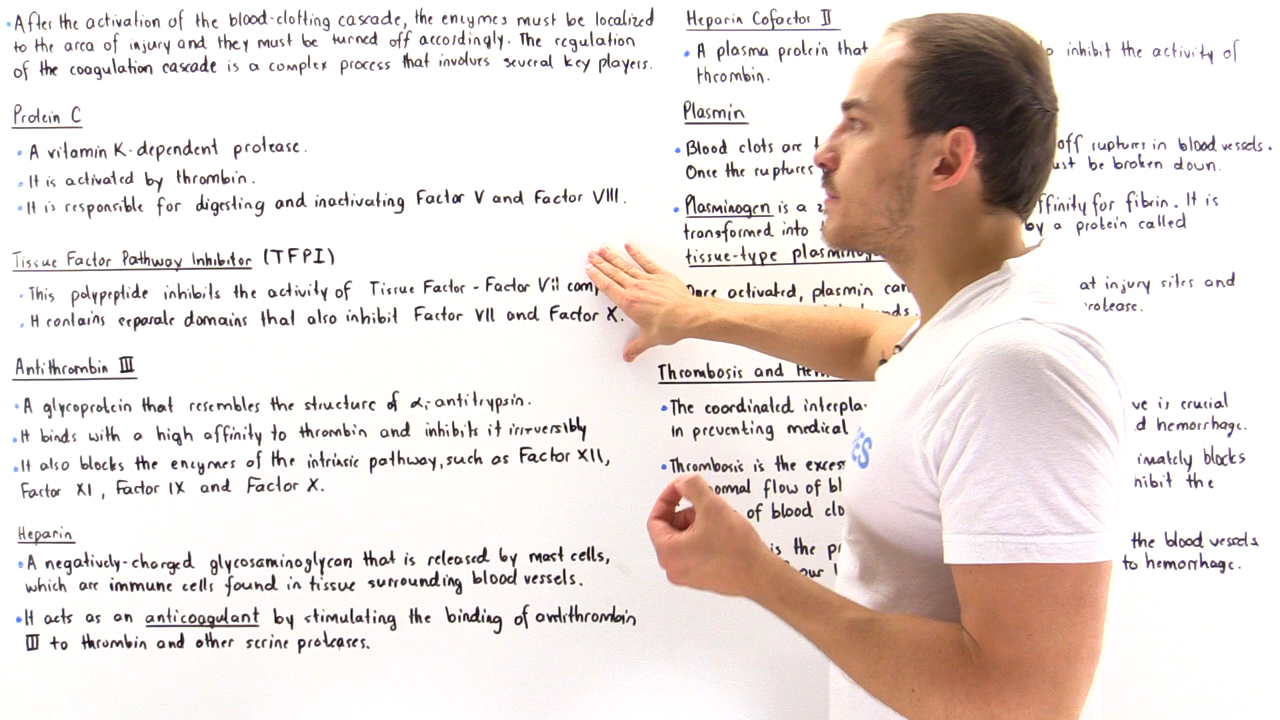 • After the activation of the blood-clotting cascade, the enzymes must be localized
to the area of injury and they must be turned off accordingly. The regulation
of the coagulation cascade is a complex process that involves several key players.
Protein C
• A vitamin K-dependent protease.
• It is activated by thrombin.
• It is responsible for digesting and inactivating Factor V and Factor VIII.
Tissue Factor Pathway Inhibitor (TFPI)
• This polypeptide inhibits the activity of Tissue Factor - Factor VII com
• It contains separate domains that also inhibit Factor VII and Factor X.
Antithrombin III
• A glycoprotein that resembles the structure of α1-antitrypsin.
• It binds with a high affinity to thrombin and inhibits it irreversibly
• It also blocks the enzymes of the intrinsic pathway, such as Factor XII,
Factor XI, Factor IX and Factor X.
Heparin
• A negatively-charged glycosaminoglycan that is released by mast cells,
which are immune cells found in tissue surrounding blood vessels.
• It acts as an anticoagulant by stimulating the binding of antithrombin
III to thrombin and other serine proteases.
Heparin Cofactor II
• A plasma protein that inhibit the activity of
thrombin.
Plasmin
• Blood clots are off ruptures in blood vessels.
Once the ruptures be broken down.
• Plasminogen is a affinity for fibrin. It is
transformed into by a protein called
tissue-type
Once activated, plasmin can at injury sites and
Thrombosis and
• The coordinated is crucial
in preventing medical hemorrhage.
• Thrombosis is the blocks
normal flow of the
of blood
is the the blood vessels
to hemorrhage.
ES